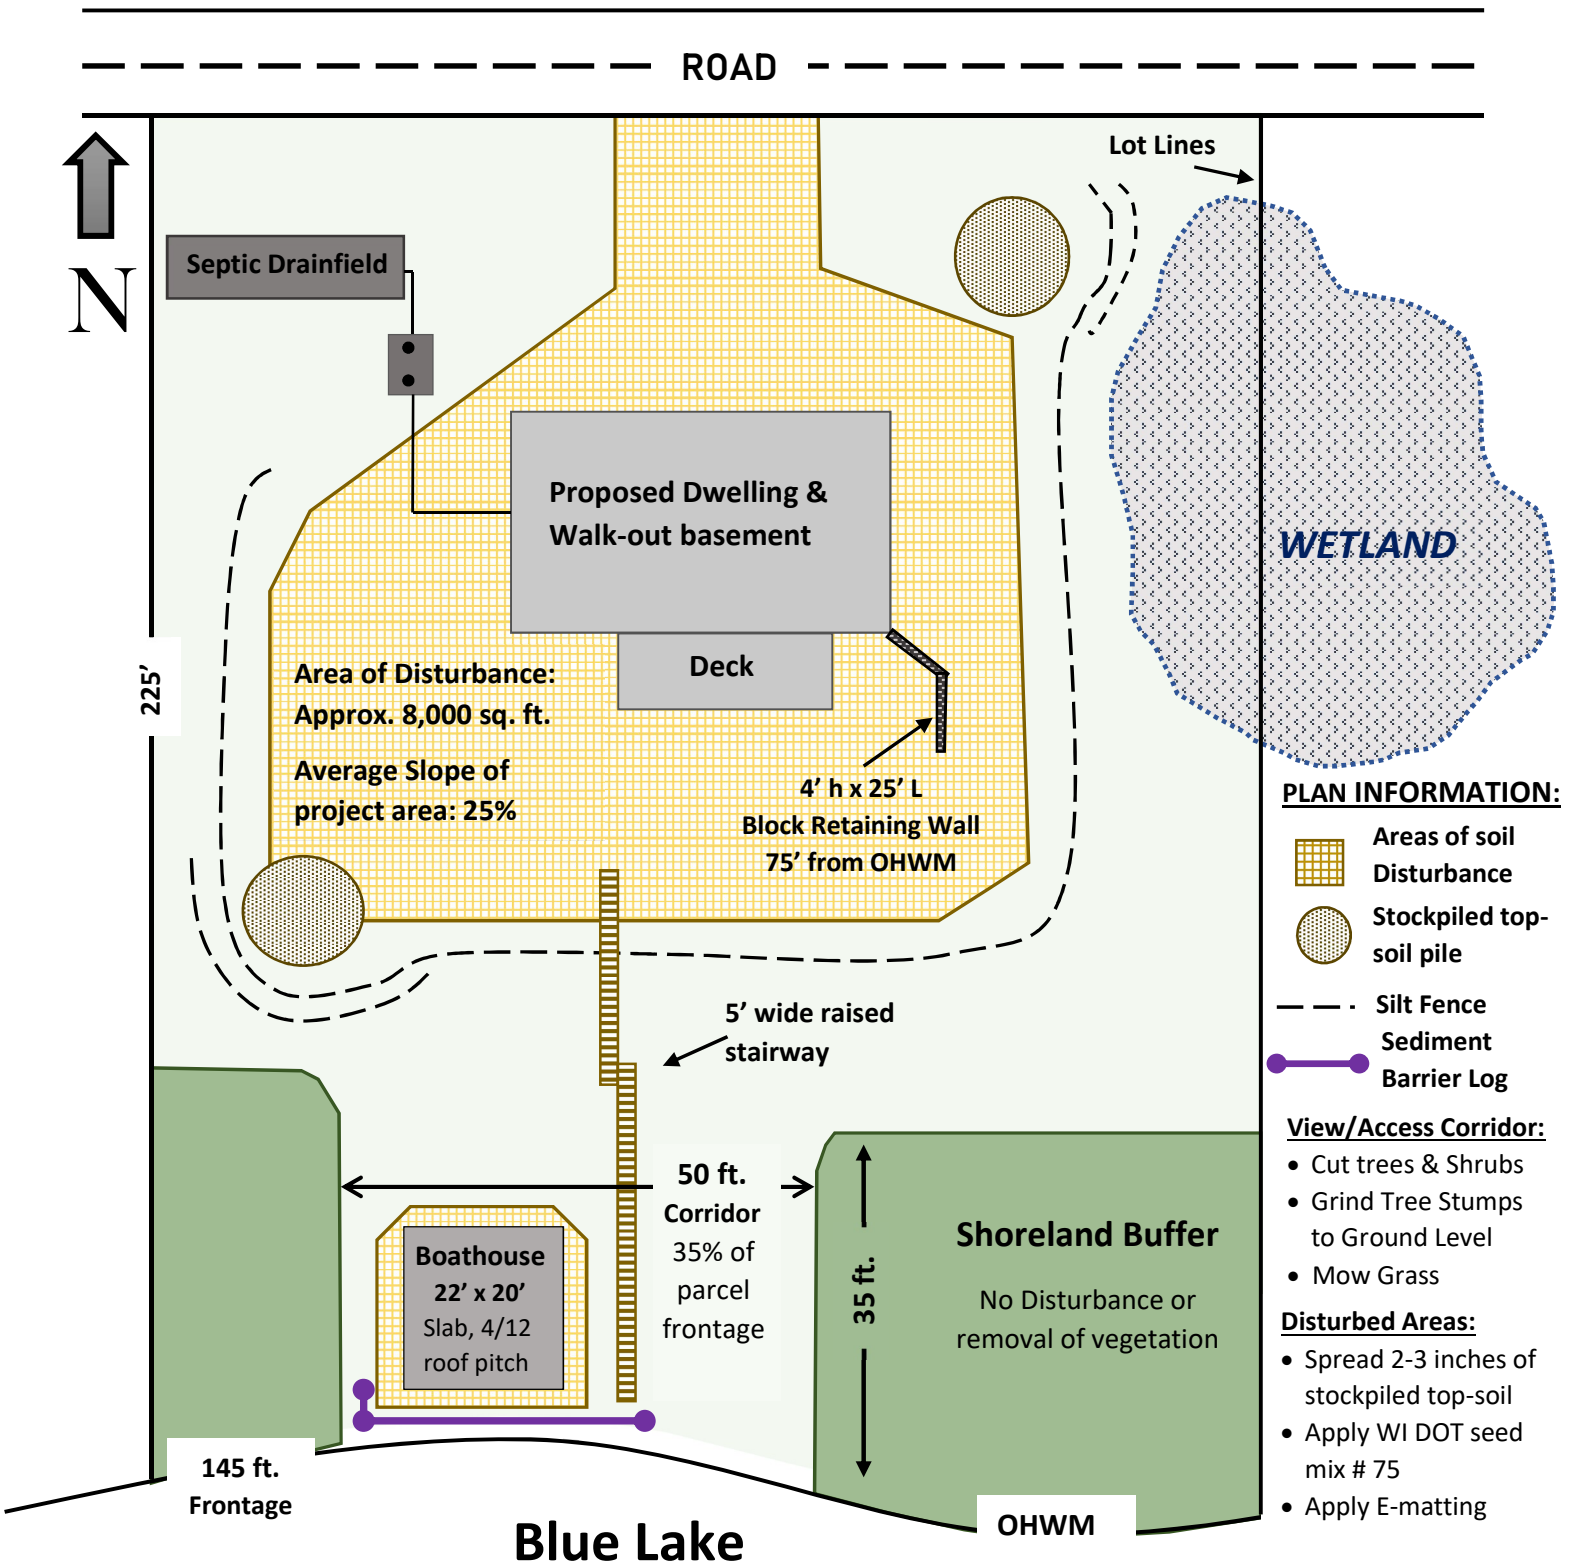 ROAD
Lot Lines
N
Septic Drainfield
Proposed Dwelling &
Walk-out basement
WETLAND
Deck
225’
Area of Disturbance:
Approx. 8,000 sq. ft.
Average Slope of
project area: 25%
4’ h x 25’ L
Block Retaining Wall
75’ from OHWM
5’ wide raised
stairway
50 ft.
Corridor
35% of
parcel
frontage
Boathouse
22’ x 20’
Slab, 4/12
roof pitch
35 ft.
Shoreland Buffer
No Disturbance or
removal of vegetation
145 ft.
Frontage
OHWM
Blue Lake
PLAN INFORMATION:
Areas of soil
Disturbance
Stockpiled top-
soil pile
Silt Fence
Sediment
Barrier Log
View/Access Corridor:
• Cut trees & Shrubs
• Grind Tree Stumps
to Ground Level
• Mow Grass
Disturbed Areas:
• Spread 2-3 inches of
stockpiled top-soil
• Apply WI DOT seed
mix # 75
• Apply E-matting